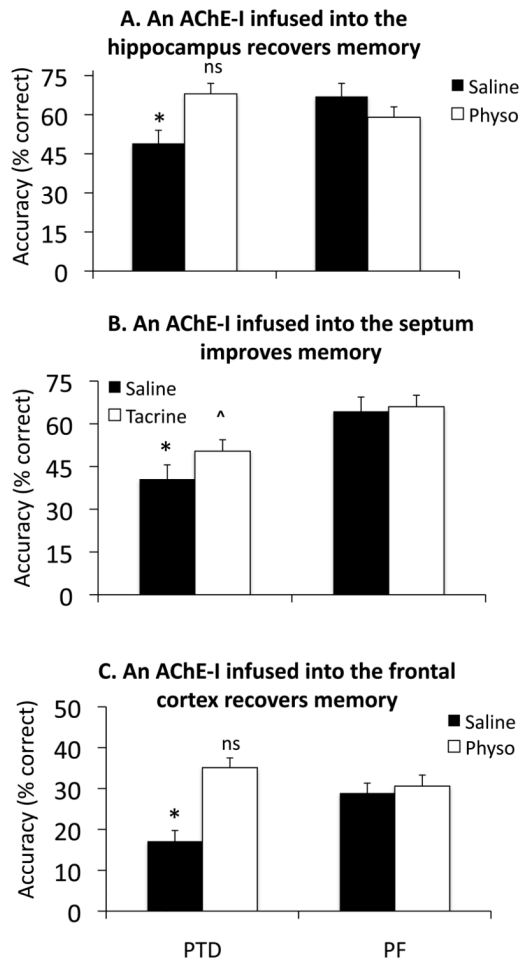 A. An AChE-I infused into the
hippocampus recovers memory
ns
75
60
45
30
15
0
*
Accuracy (% correct)
Saline
Physo
B. An AChE-I infused into the septum
improves memory
75
60
45
30
15
0
Saline
Tacrine
*
^
Accuracy (% correct)
C. An AChE-I infused into the frontal
cortex recovers memory
50
40
30
20
10
0
*
ns
Accuracy (% correct)
Saline
Physo
PTD
PF